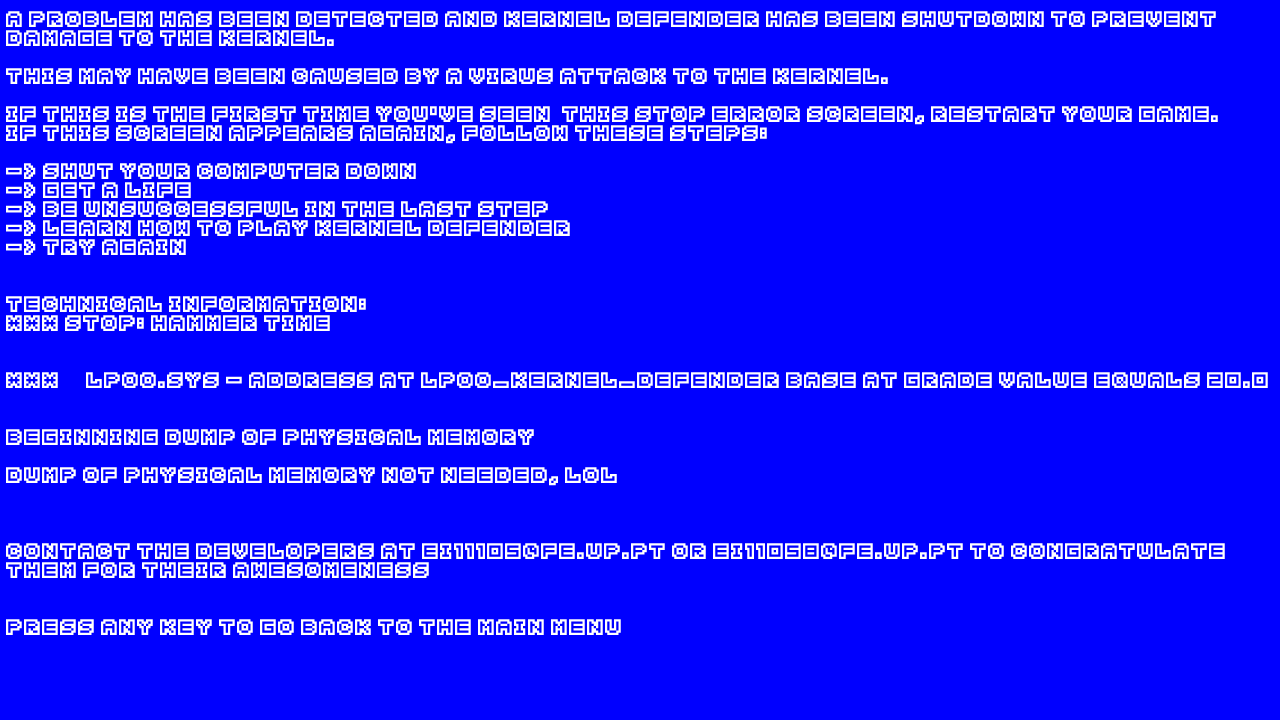 A PROBLEM HAS BEEN DETECTED AND KERNEL DEFENDER HAS BEEN SHUTDOWN TO PREVENT
DAMAGE TO THE KERNEL.
THIS MAY HAVE BEEN CAUSED BY A VIRUS ATTACK TO THE KERNEL.
IF THIS IS THE FIRST TIME YOU'VE SEEN  THIS STOP ERROR SCREEN, RESTART YOUR GAME.
IF THIS SCREEN APPEARS AGAIN, FOLLOW THESE STEPS:
-> SHUT YOUR COMPUTER DOWN
-> GET A LIFE
-> BE UNSUCCESSFUL IN THE LAST STEP
-> LEARN HOW TO PLAY KERNEL DEFENDER
-> TRY AGAIN
TECHNICAL INFORMATION:
*** STOP: HAMMER TIME
***   LPOO.SYS - ADDRESS AT LPOO_KERNEL_DEFENDER BASE AT GRADE VALUE EQUALS 20.0
BEGINNING DUMP OF PHYSICAL MEMORY
DUMP OF PHYSICAL MEMORY NOT NEEDED, LOL
CONTACT THE DEVELOPERS AT EI11105@FE.UP.PT OR EI11058@FE.UP.PT TO CONGRATULATE
THEM FOR THEIR AWESOMENESS
PRESS ANY KEY TO GO BACK TO THE MAIN MENU